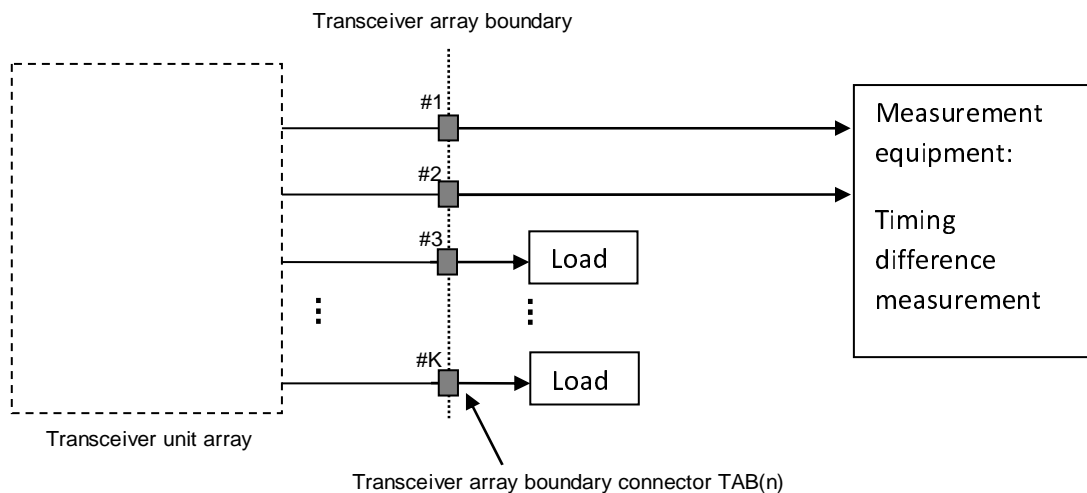 Transceiver array boundary
#1
Measurement
equipment:
#2
Timing
difference
measurement
#3
Load
#K
Load
Transceiver unit array
Transceiver array boundary connector TAB(n)